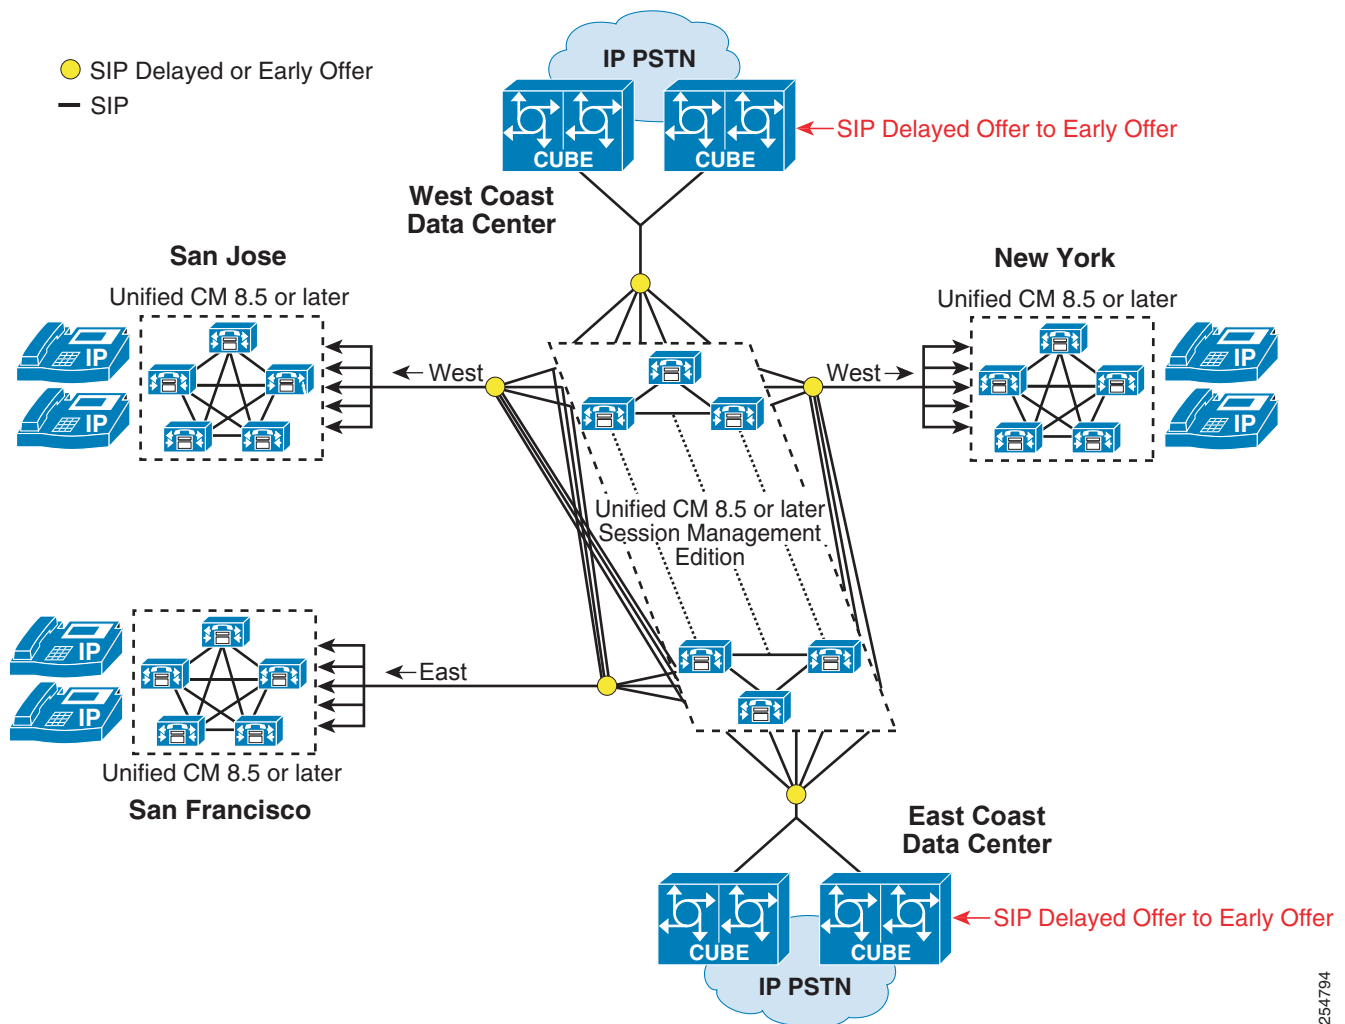 IP PSTN
SIP Delayed or Early Offer
SIP
CUBE
CUBE
SIP Delayed Offer to Early Offer
West Coast
Data Center
San Jose
Unified CM 8.5 or later
IP
IP
West
New York
Unified CM 8.5 or later
West
IP
IP
Unified CM 8.5 or later
Session Management
Edition
IP
IP
East
Unified CM 8.5 or later
San Francisco
East Coast
Data Center
CUBE
CUBE
SIP Delayed Offer to Early Offer
IP PSTN
254794